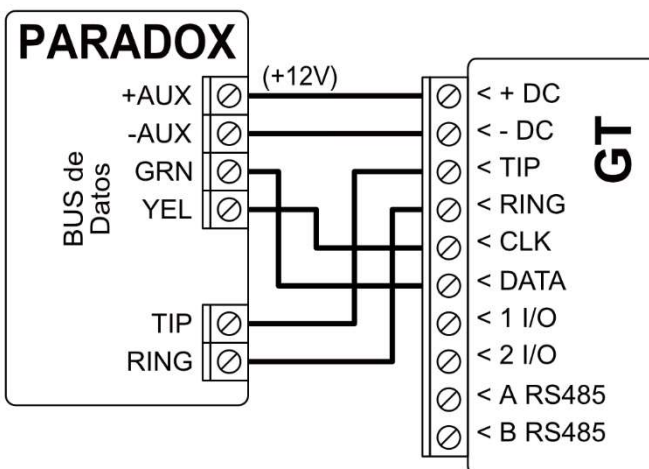 PARADOX
+AUX
-AUX
GRN
YEL
BUS de
Datos
TIP
RING
(+12V)
GT
< + DC
< - DC
< TIP
< RING
< CLK
< DATA
< 1 I/O
< 2 I/O
< A RS485
< B RS485